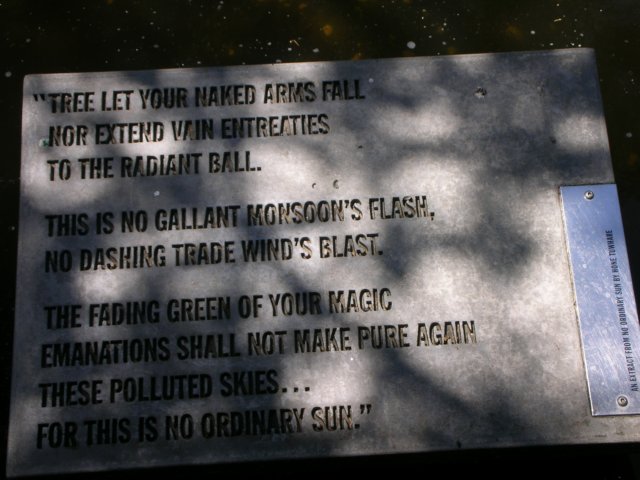 "TREE LET YOUR NAKED ARMS FALL
NOR EXTEND VAIN ENTREATIES
TO THE RADIANT BALL.
THIS IS NO GALLANT MONSOON'S FLASH,
NO DASHING TRADE WIND'S BLAST.
THE FADING GREEN OF YOUR MAGIC
EMANATIONS SHALL NOT MAKE PURE AGAIN
THESE POLLUTED SKIES...
FOR THIS IS NO ORDINARY SUN."
AN EXTRACT FROM NO ORDINARY SUN BY HONE TUWHARE